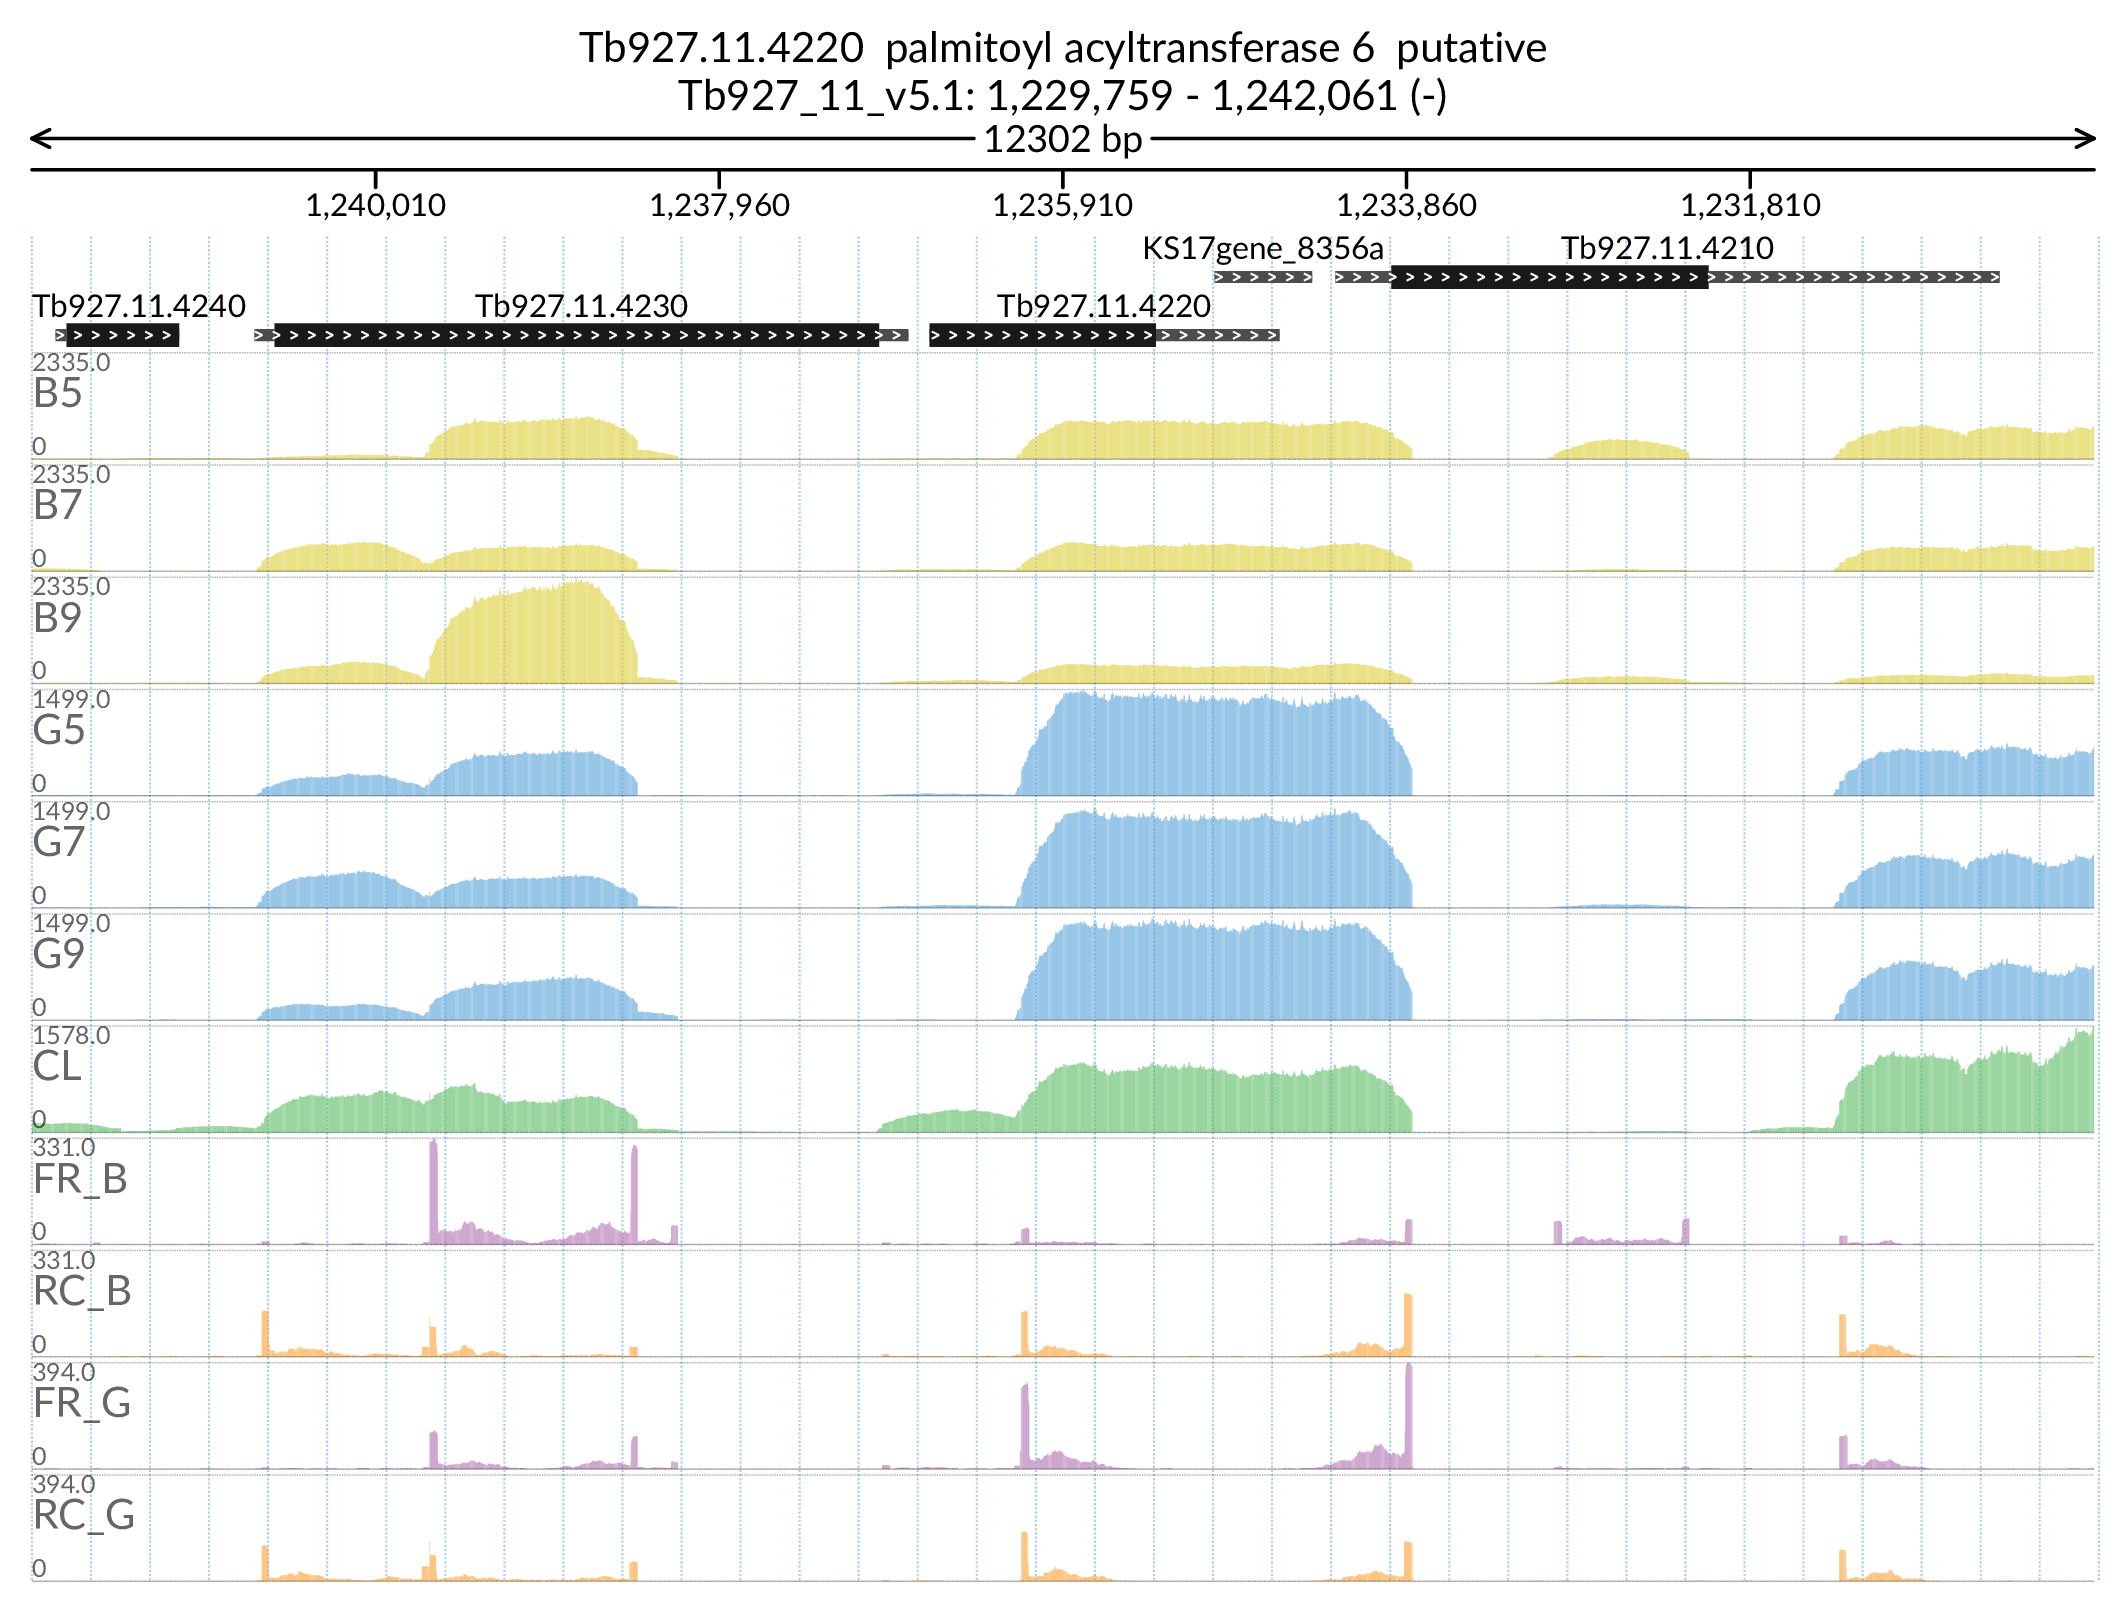 Tb927.11.4220 palmitoyl acyltransferase 6 putative
Tb927_11_v5.1: 1,229,759 - 1,242,061 (-)
12302 bp
1,240,010 1,237,960 1,235,910 1,233,860 1,231,810
KS17gene_8356a Tb927.11.4210
Tb927.11.4240 Tb927.11.4230 Tb927.11.4220
2335.0
B5
0
2335.0
B7
0
2335.0
B9
0
1499.0
G5
0
1499.0
G7
0
1499.0
G9
0
1578.0
CL
0
331.0
FR_B
0
331.0
RC_B
0
394.0
FR_G
0
394.0
RC_G
0